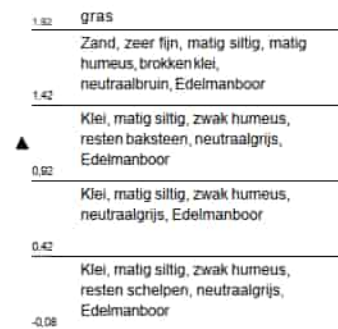 1.92 gras
Zand, zeer fijn, matig siltig, matig
humeus, brokken klei,
neutraalbruin, Edelmanboor
1.42
Klei, matig siltig, zwak humeus,
resten baksteen, neutraalgrijs,
Edelmanboor
0,92
Klei, matig siltig, zwak humeus,
neutraalgrijs, Edelmanboor
0.42
Klei, matig siltig, zwak humeus,
resten schelpen, neutraalgrijs,
Edelmanboor
-0,08